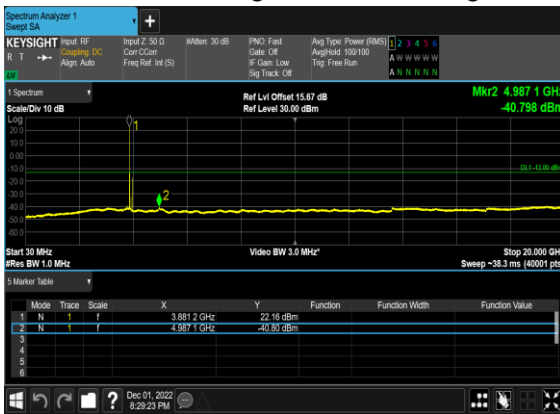 Spectrum Analyzer 1
Swept SA
KEYSIGHT
R T
LV
Input: RF
Coupling: DC
Align: Auto
Input Z: 50 Ω
Corr CCorr
Freq Ref: Int (S)
#Atten: 30 dB
PNO: Fast
Gate: Off
IF Gain: Low
Sig Track: Off
Avg Type: Power (RMS)
Avg|Hold: 100/100
Trig: Free Run
1 2 3 4 5 6
A W W W W W
A N N N N N
1 Spectrum
Scale/Div 10 dB
Ref Lvl Offset 15.67 dB
Ref Level 30.00 dBm
Mkr2 4.987 1 GHz
-40.798 dBm
Log
20.0
10.0
0.00
-10.0
-20.0
-30.0
-40.0
-50.0
-60.0
1
2
DL1 -13.00 dBm
Start 30 MHz
#Res BW 1.0 MHz
Video BW 3.0 MHz*
Stop 20.000 GHz
Sweep ~38.3 ms (40001 pts)
5 Marker Table
Mode Trace Scale X Y Function Function Width Function Value
1 N 1 f 3.881 2 GHz 22.16 dBm
2 N 1 f 4.987 1 GHz -40.80 dBm
3
4
5
6
?
Dec 01, 2022
8:29:23 PM